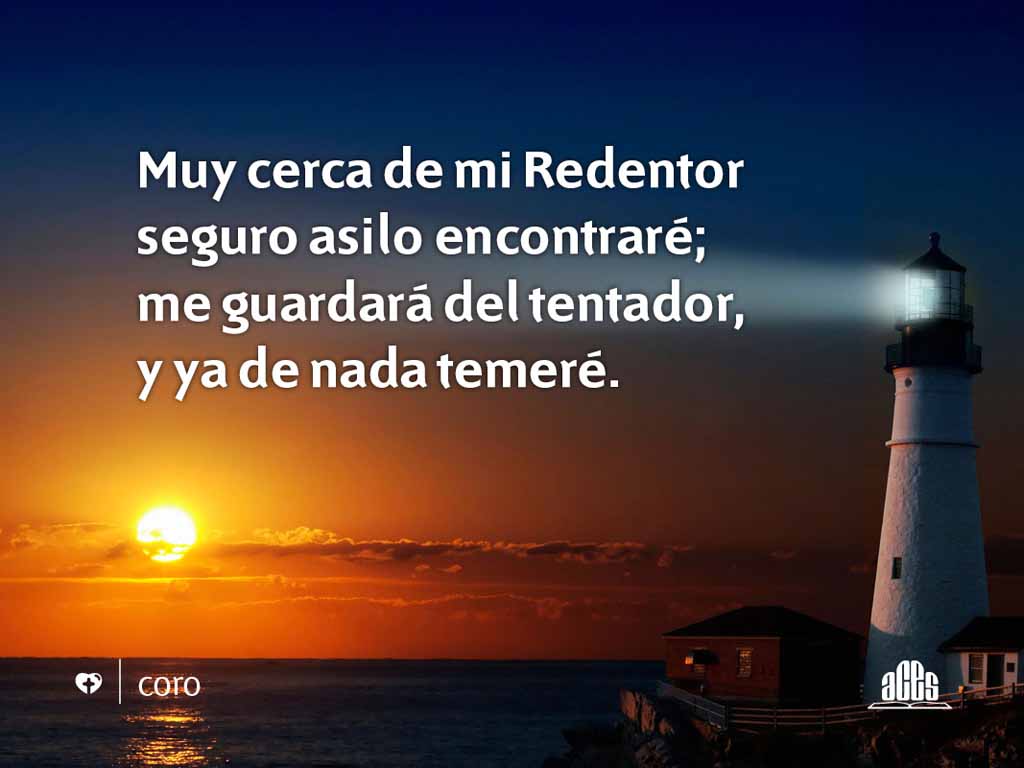 Muy cerca de mi Redentor
seguro asilo encontraré;
me guardará del tentador,
y ya de nada temeré.
coro
aces